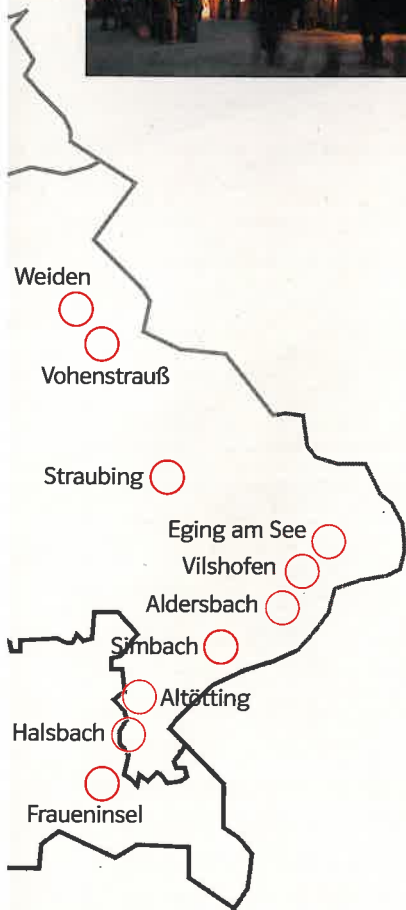 Weiden
Vohenstrauß
Straubing
Eging am See
Vilshofen
Aldersbach
Simbach
Altötting
Halsbach
Fraueninsel